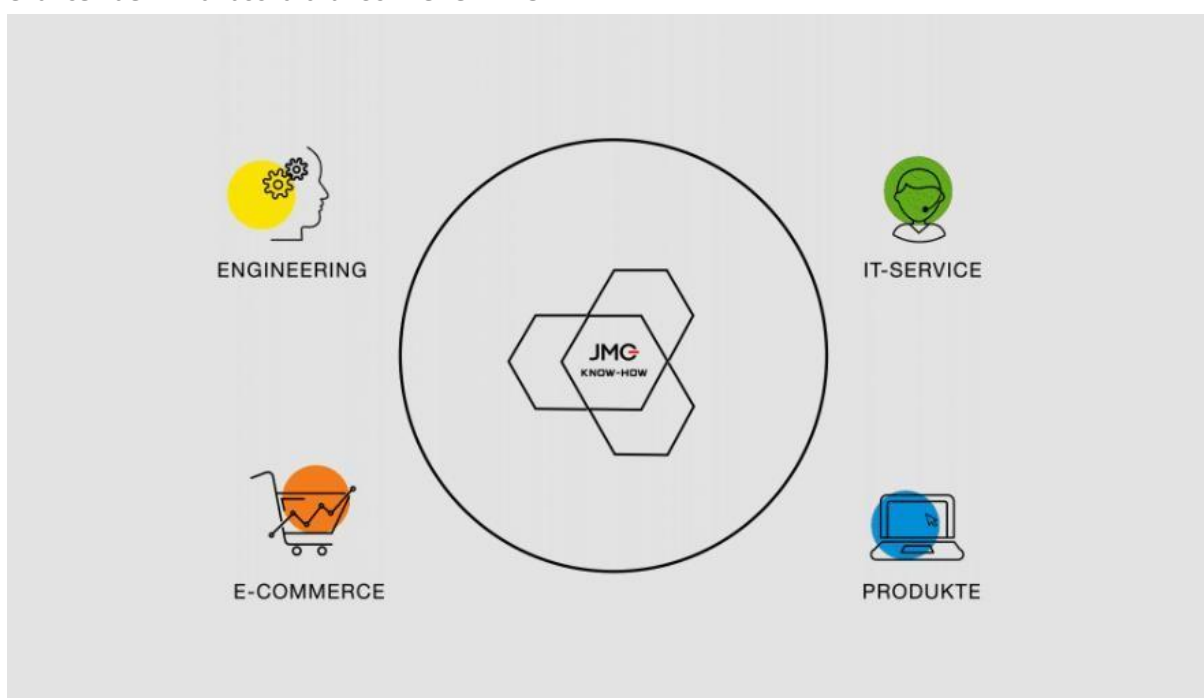 ENGINEERING
IT-SERVICE
JMG
KNOW-HOW
E-COMMERCE
PRODUKTE